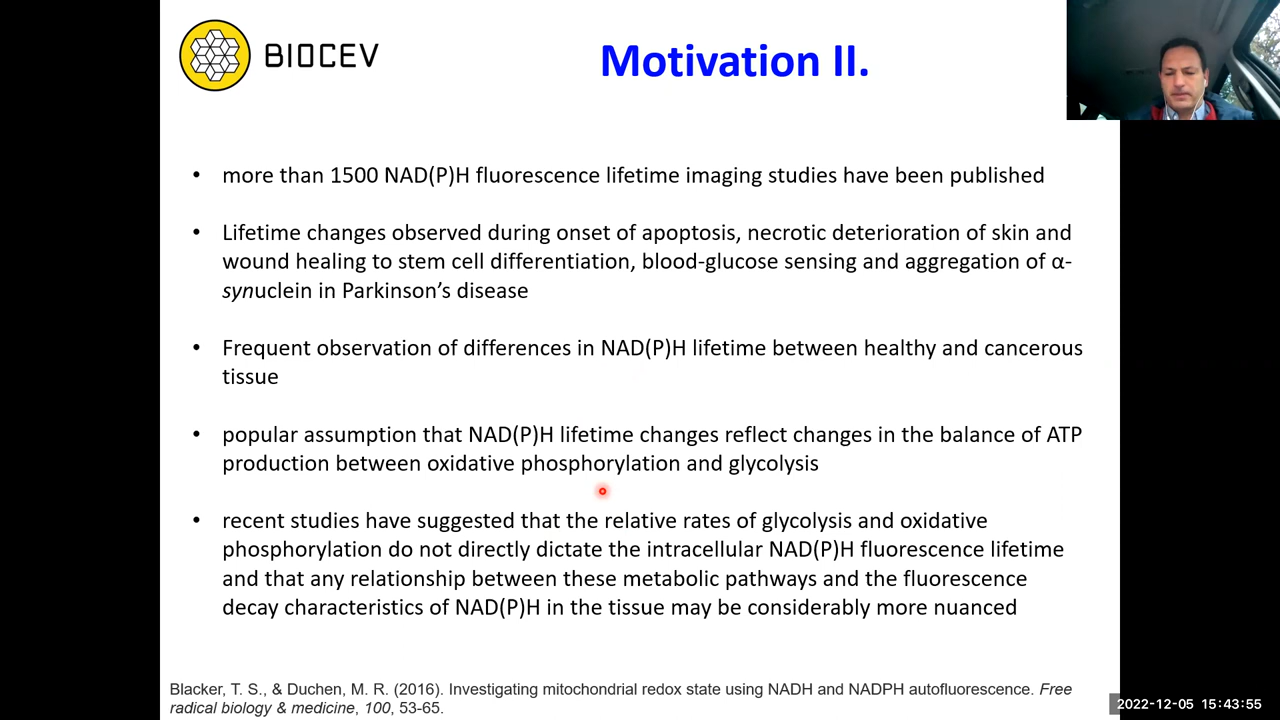 BIOCEV
Motivation II.
• more than 1500 NAD(P)H fluorescence lifetime imaging studies have been published
• Lifetime changes observed during onset of apoptosis, necrotic deterioration of skin and
wound healing to stem cell differentiation, blood-glucose sensing and aggregation of α-
synuclein in Parkinson’s disease
• Frequent observation of differences in NAD(P)H lifetime between healthy and cancerous
tissue
• popular assumption that NAD(P)H lifetime changes reflect changes in the balance of ATP
production between oxidative phosphorylation and glycolysis
• recent studies have suggested that the relative rates of glycolysis and oxidative
phosphorylation do not directly dictate the intracellular NAD(P)H fluorescence lifetime
and that any relationship between these metabolic pathways and the fluorescence
decay characteristics of NAD(P)H in the tissue may be considerably more nuanced
Blacker, T. S., & Duchen, M. R. (2016). Investigating mitochondrial redox state using NADH and NADPH autofluorescence. Free
radical biology & medicine, 100, 53-65.
2022-12-05 15:43:55